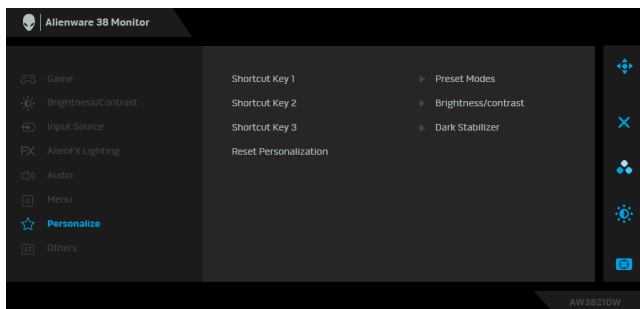 Alienware 38 Monitor
Game
Brightness/Contrast
Input Source
FX AlienFX Lighting
Audio
Menu
Personalize
Others
Shortcut Key 1 Preset Modes
Shortcut Key 2 Brightness/contrast
Shortcut Key 3 Dark Stabilizer
Reset Personalization
AW3821DW